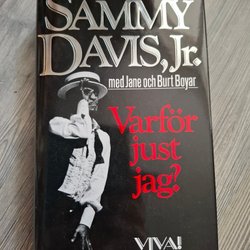 SAMMY
DAVIS, Jr.
med Jane och Burt Boyar
Varför
just
jag?
VIVA!